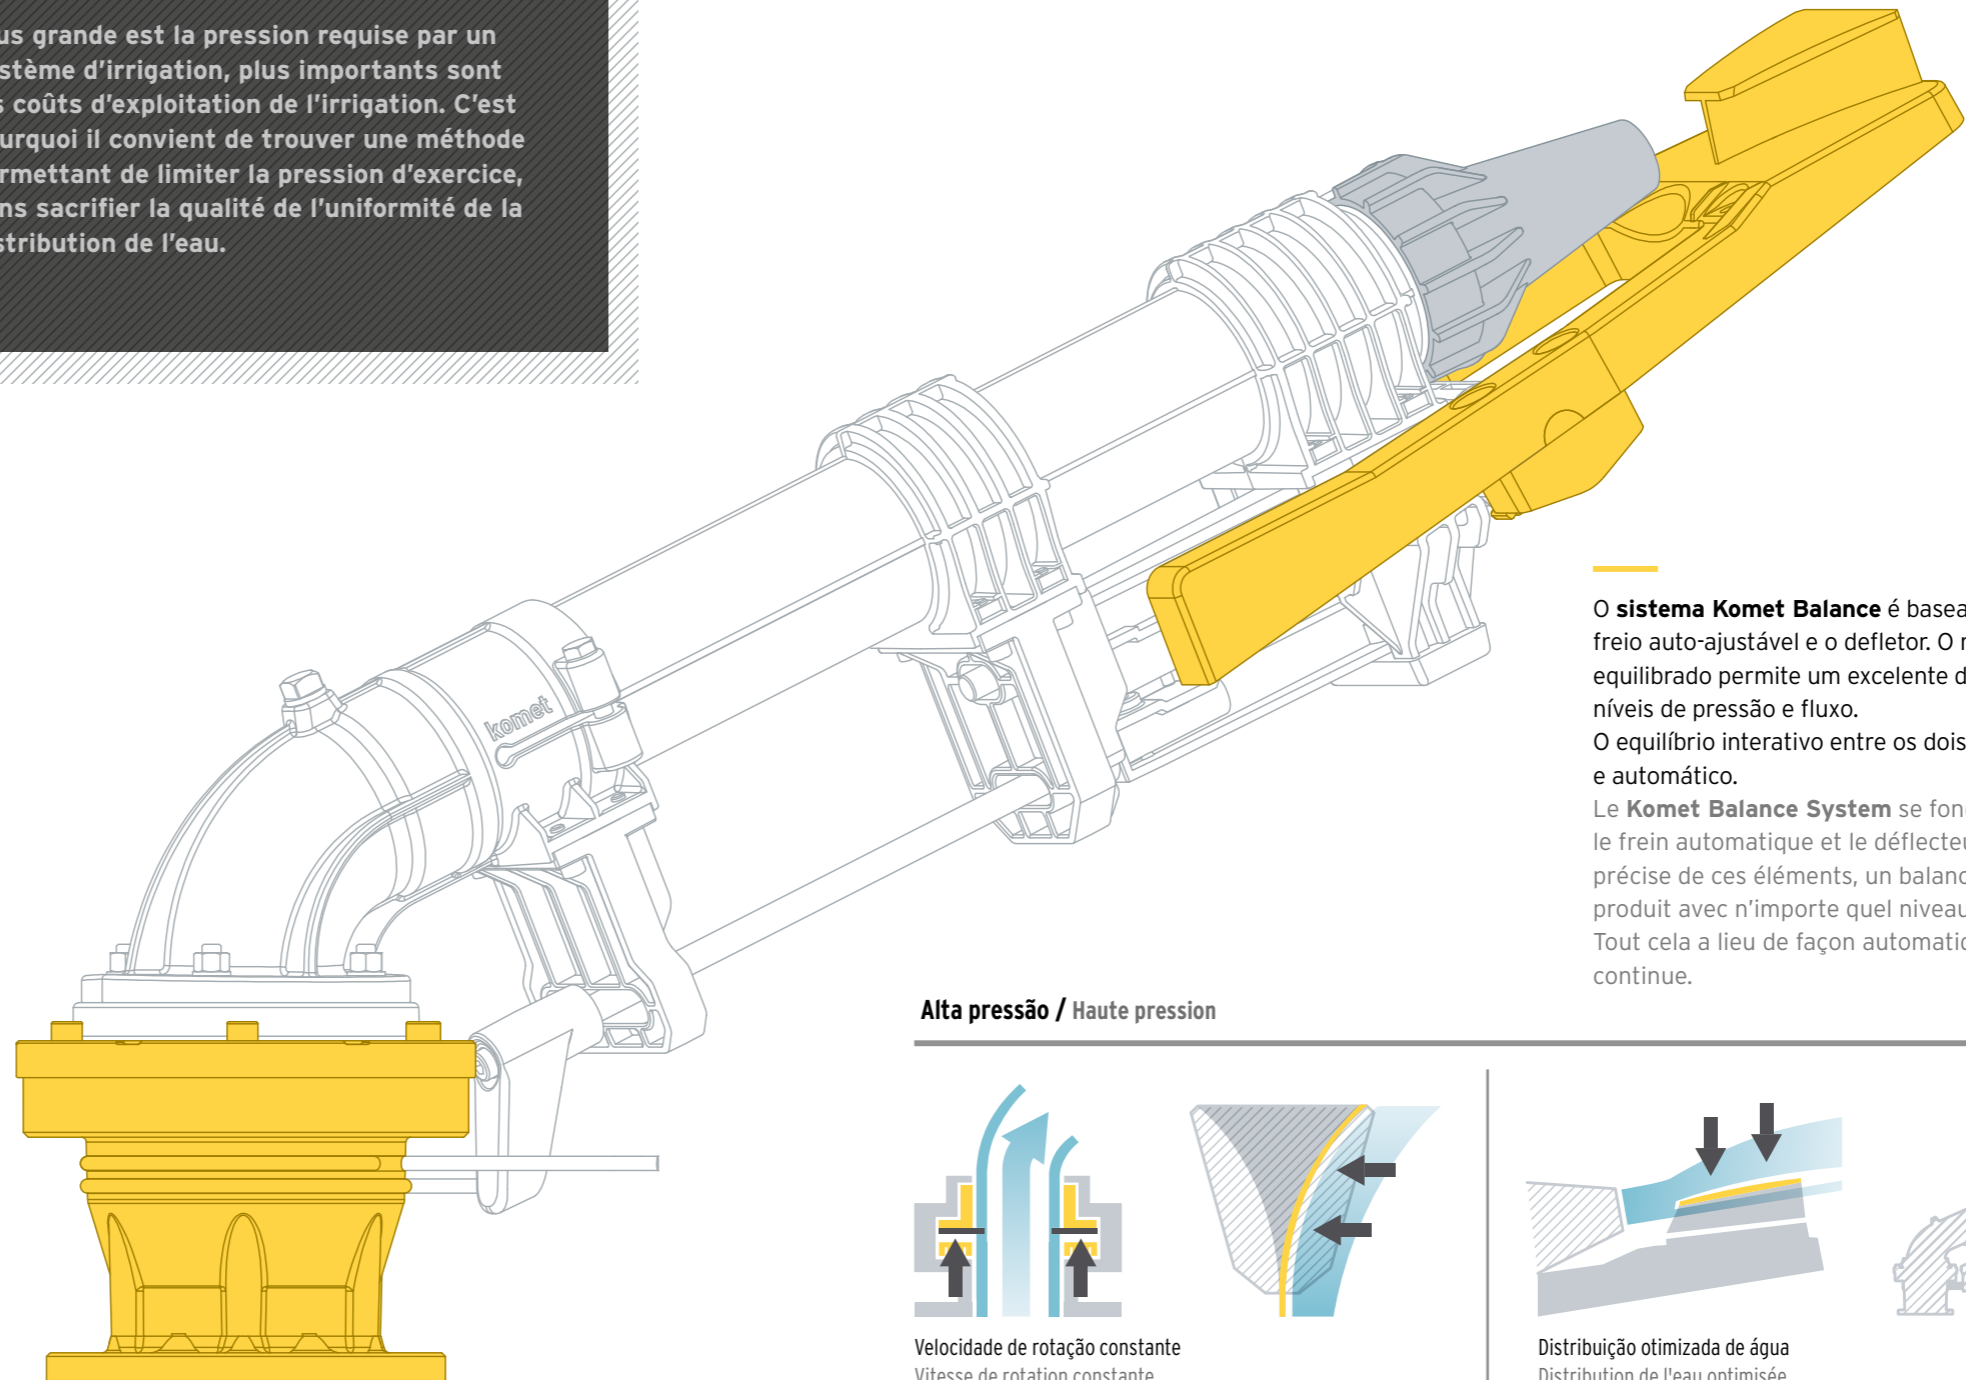 us grande est la pression requise par un
stème d'irrigation, plus importants sont
s coûts d'exploitation de l'irrigation. C'est
urquoi il convient de trouver une méthode
rmettant de limiter la pression d'exercice,
ns sacrifier la qualité de l'uniformité de la
stribution de l'eau.
komet
O sistema Komet Balance é basea
freio auto-ajustável e o defletor. O
equilibrado permite um excelente d
níveis de pressão e fluxo.
O equilíbrio interativo entre os dois
e automático.
Le Komet Balance System se fon
le frein automatique et le déflecteu
précise de ces éléments, un balanc
produit avec n'importe quel niveau
Tout cela a lieu de façon automatiq
continue.
Alta pressão / Haute pression
Velocidade de rotação constante
Vitesse de rotation constante
Distribuição otimizada de água
Distribution de l'eau optimisée